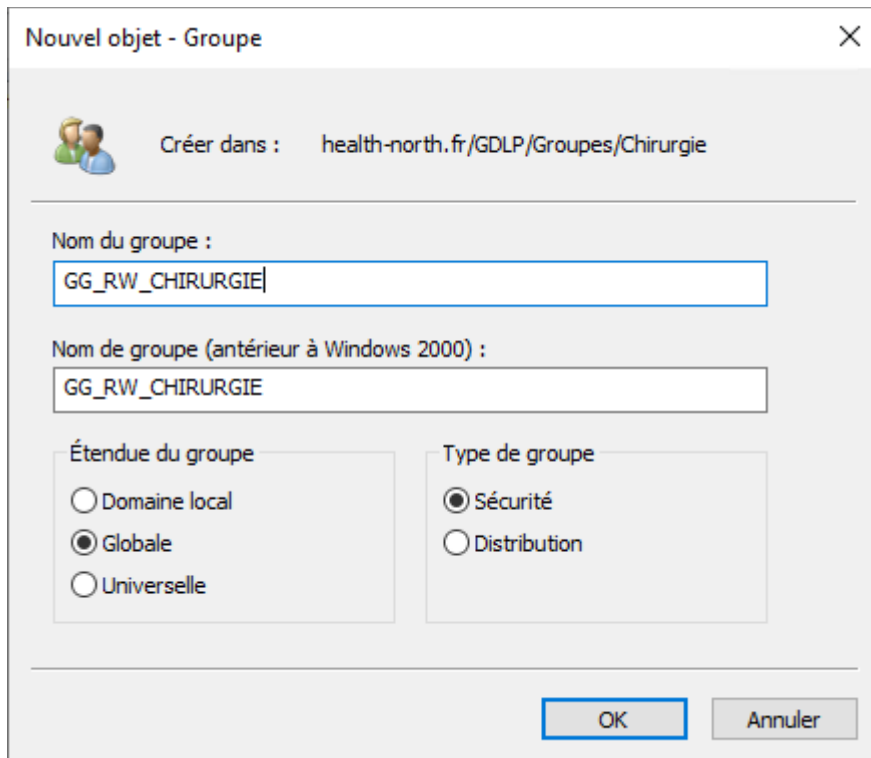 Nouvel objet - Groupe
Créer dans : health-north.fr/GDLP/Groupes/Chirurgie
Nom du groupe :
GG_RW_CHIRURGIE
Nom de groupe (antérieur à Windows 2000) :
GG_RW_CHIRURGIE
Étendue du groupe
Domaine local
Globale
Universelle
Type de groupe
Sécurité
Distribution
OK Annuler